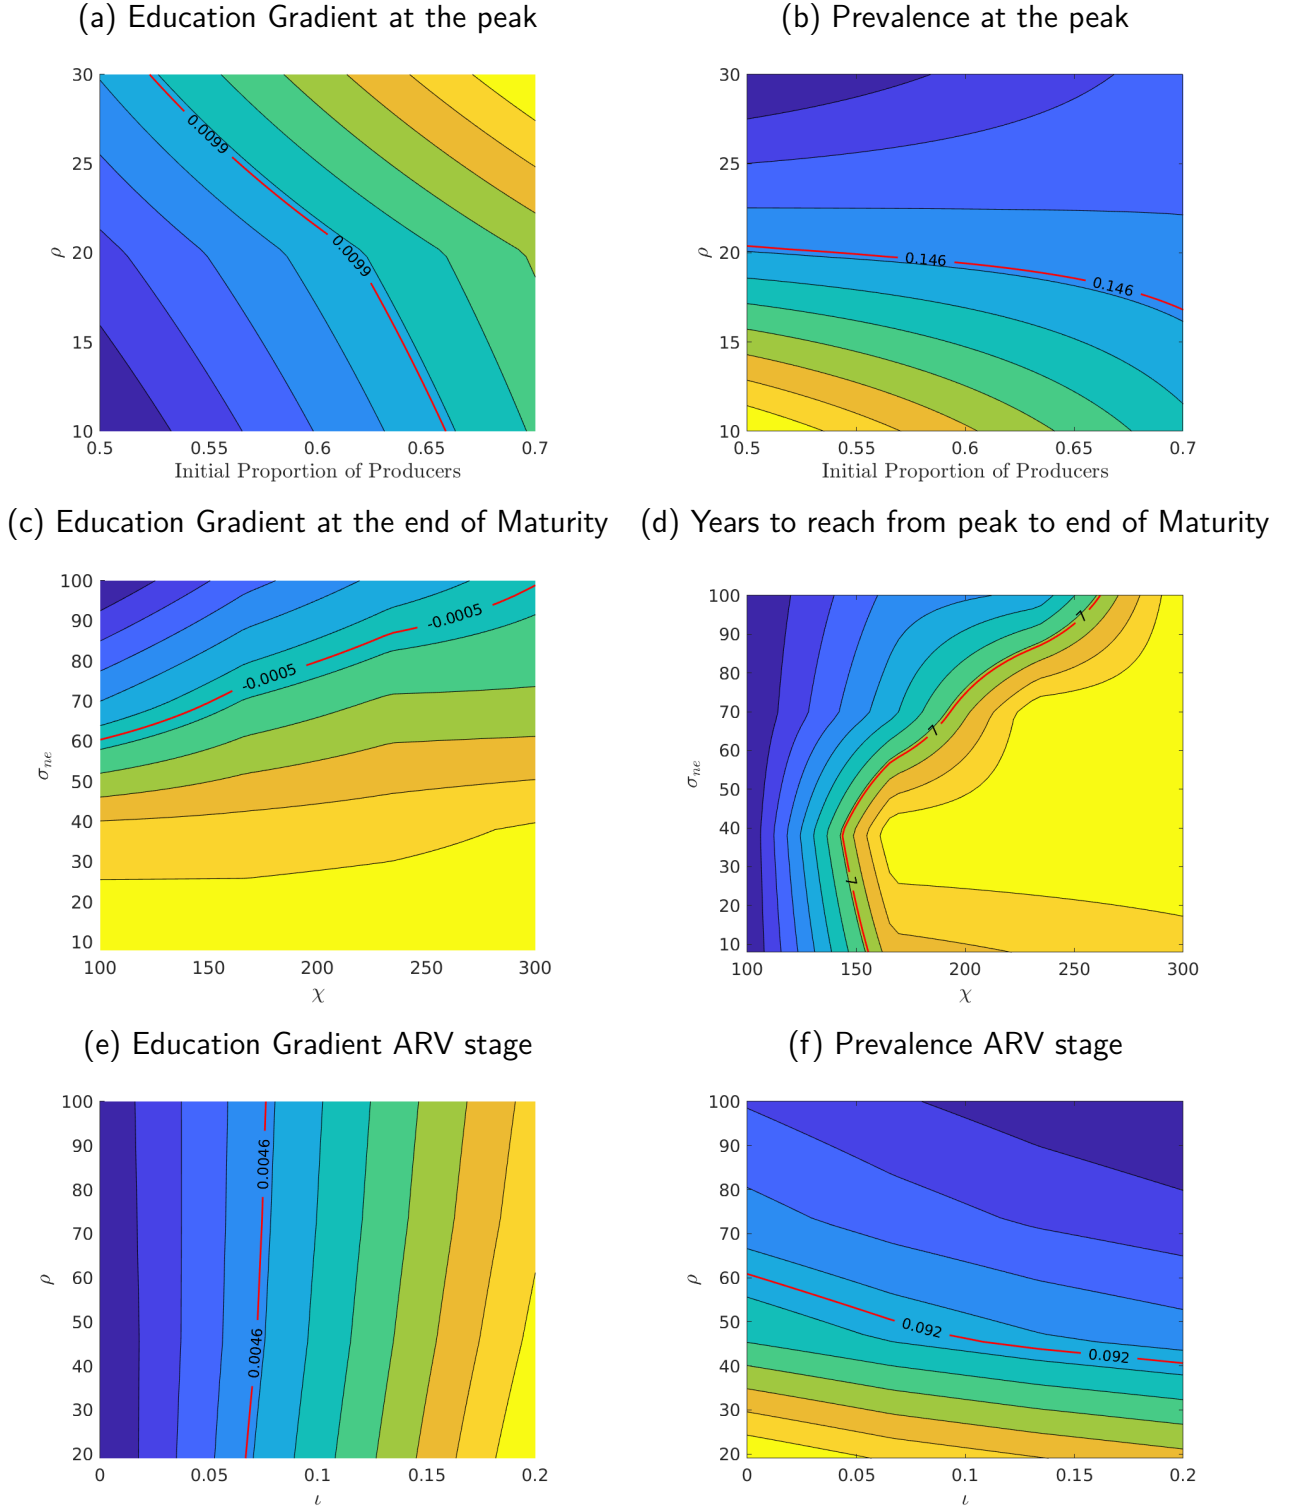 (a) Education Gradient at the peak
30
25
20
15
10
ρ
0.0099
0.0099
0.5 0.55 0.6 0.65 0.7
Initial Proportion of Producers
(b) Prevalence at the peak
30
25
20
15
10
ρ
0.146
0.146
0.5 0.55 0.6 0.65 0.7
Initial Proportion of Producers
(c) Education Gradient at the end of Maturity
100
90
80
70
60
50
40
30
20
10
σne
-0.0005
-0.0005
100 150 200 250 300
χ
(d) Years to reach from peak to end of Maturity
100
90
80
70
60
50
40
30
20
10
σne
7
7
7
100 150 200 250 300
χ
(e) Education Gradient ARV stage
100
90
80
70
60
50
40
30
20
ρ
0.0046
0.0046
0 0.05 0.1 0.15 0.2
ι
(f) Prevalence ARV stage
100
90
80
70
60
50
40
30
20
ρ
0.092
0.092
0 0.05 0.1 0.15 0.2
ι